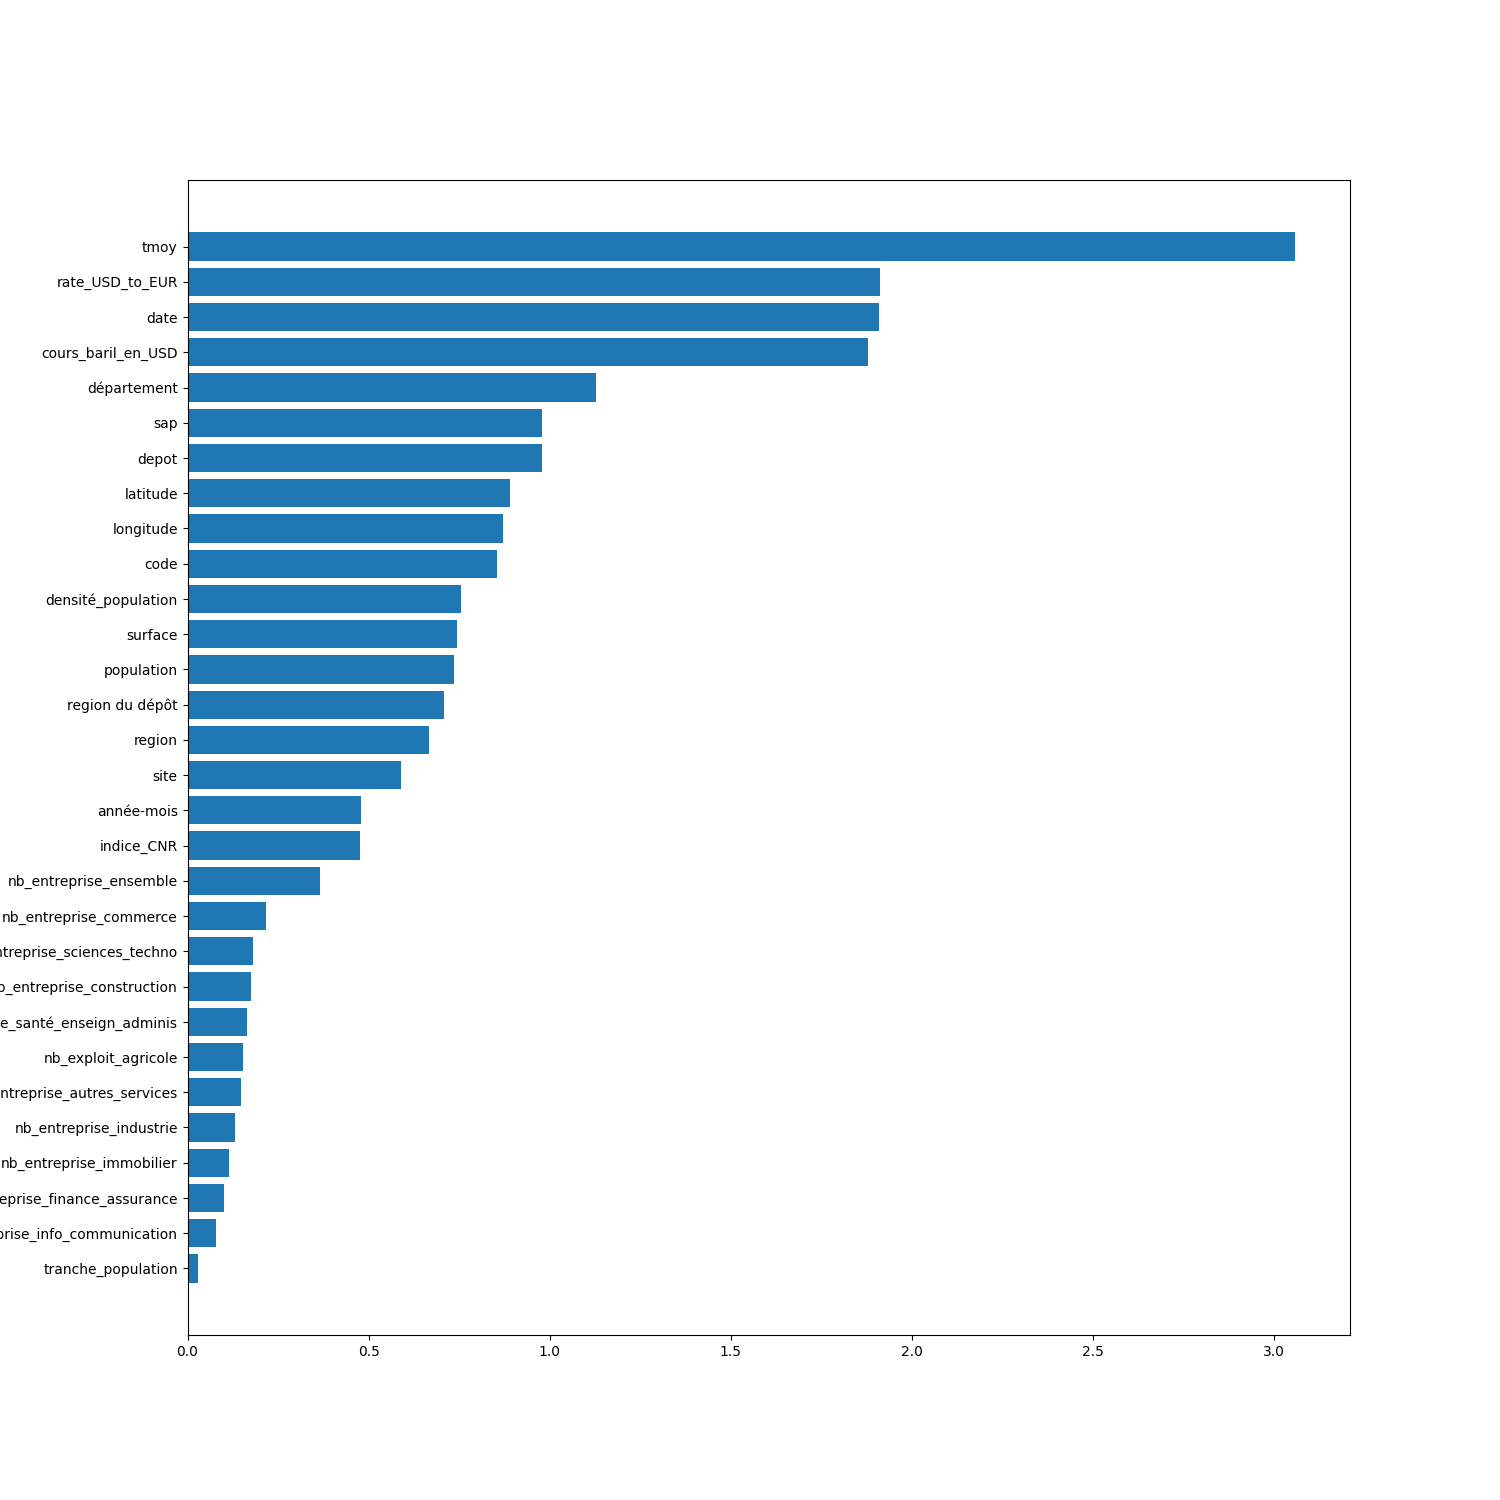 tmoy
rate_USD_to_EUR
date
cours_baril_en_USD
département
sap
depot
latitude
longitude
code
densité_population
surface
population
region du dépôt
region
site
année-mois
indice_CNR
nb_entreprise_ensemble
nb_entreprise_commerce
ntreprise_sciences_techno
b_entreprise_construction
e_santé_enseign_adminis
nb_exploit_agricole
ntreprise_autres_services
nb_entreprise_industrie
nb_entreprise_immobilier
eprise_finance_assurance
orise_info_communication
tranche_population
0.0 0.5 1.0 1.5 2.0 2.5 3.0